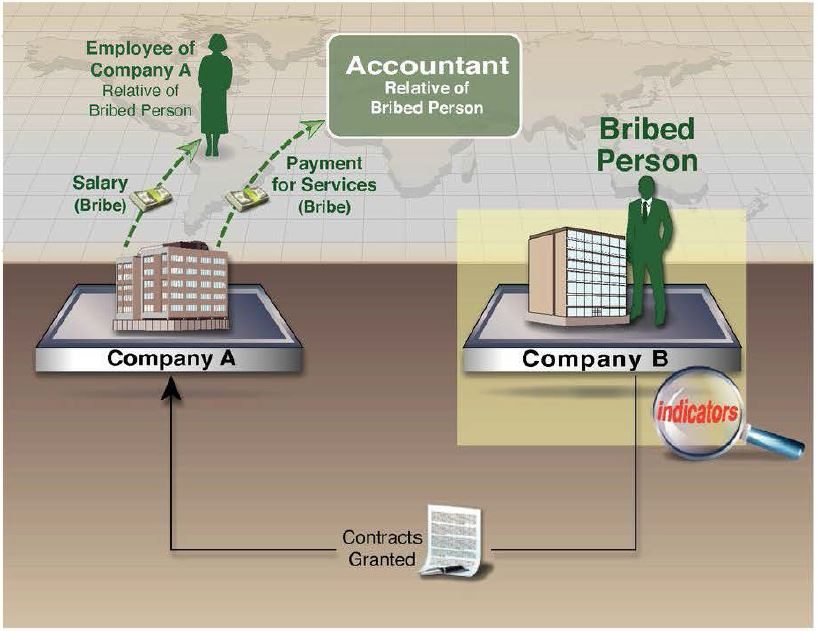 Employee of
Company A
Relative of
Bribed Person
Accountant
Relative of
Bribed Person
Bribed
Person
Salary
(Bribe)
Payment
for Services
(Bribe)
Company A
Company B
indicators
Contracts
Granted